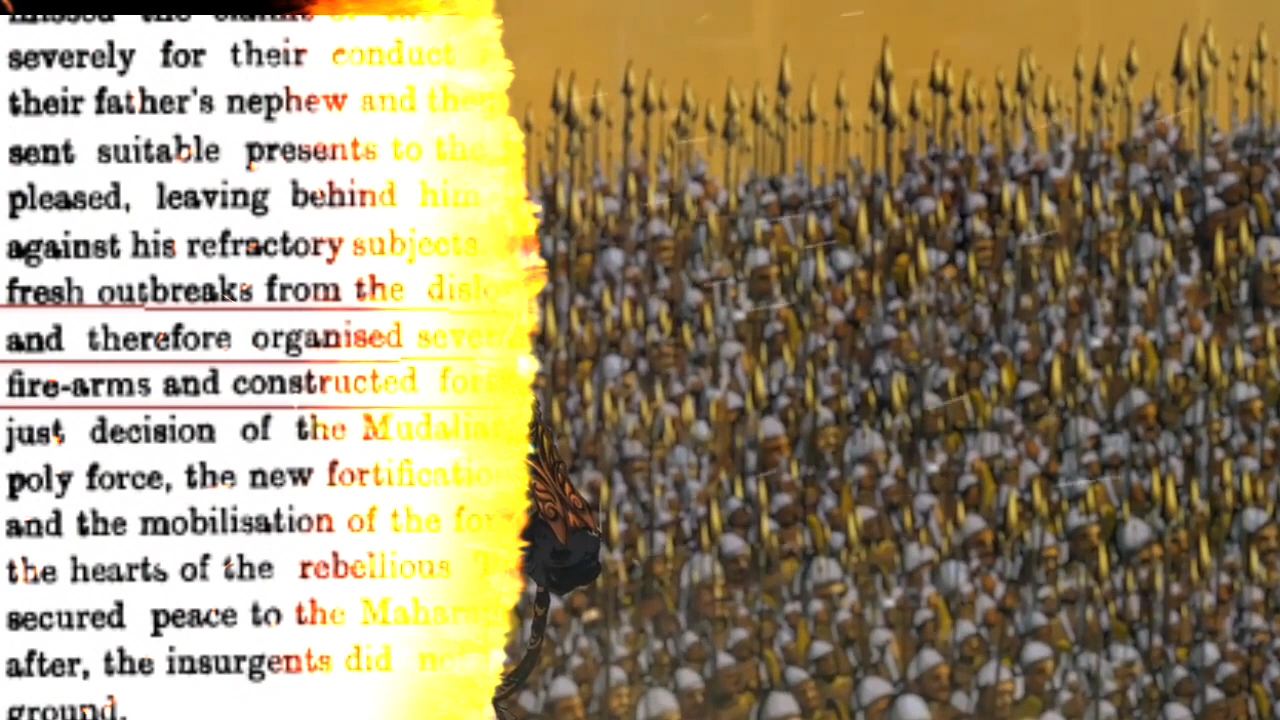 severely for their conduct
their father's nephew and then
sent suitable presents to the
pleased, leaving behind him
against his refractory subjects
fresh outbreaks from the
and therefore organised
fire-arms and constructed
just decision of the Mudaliar
poly force, the new
and the mobilisation of the
the hearts of the rebellious
secured peace to the
after, the insurgents did
ground.